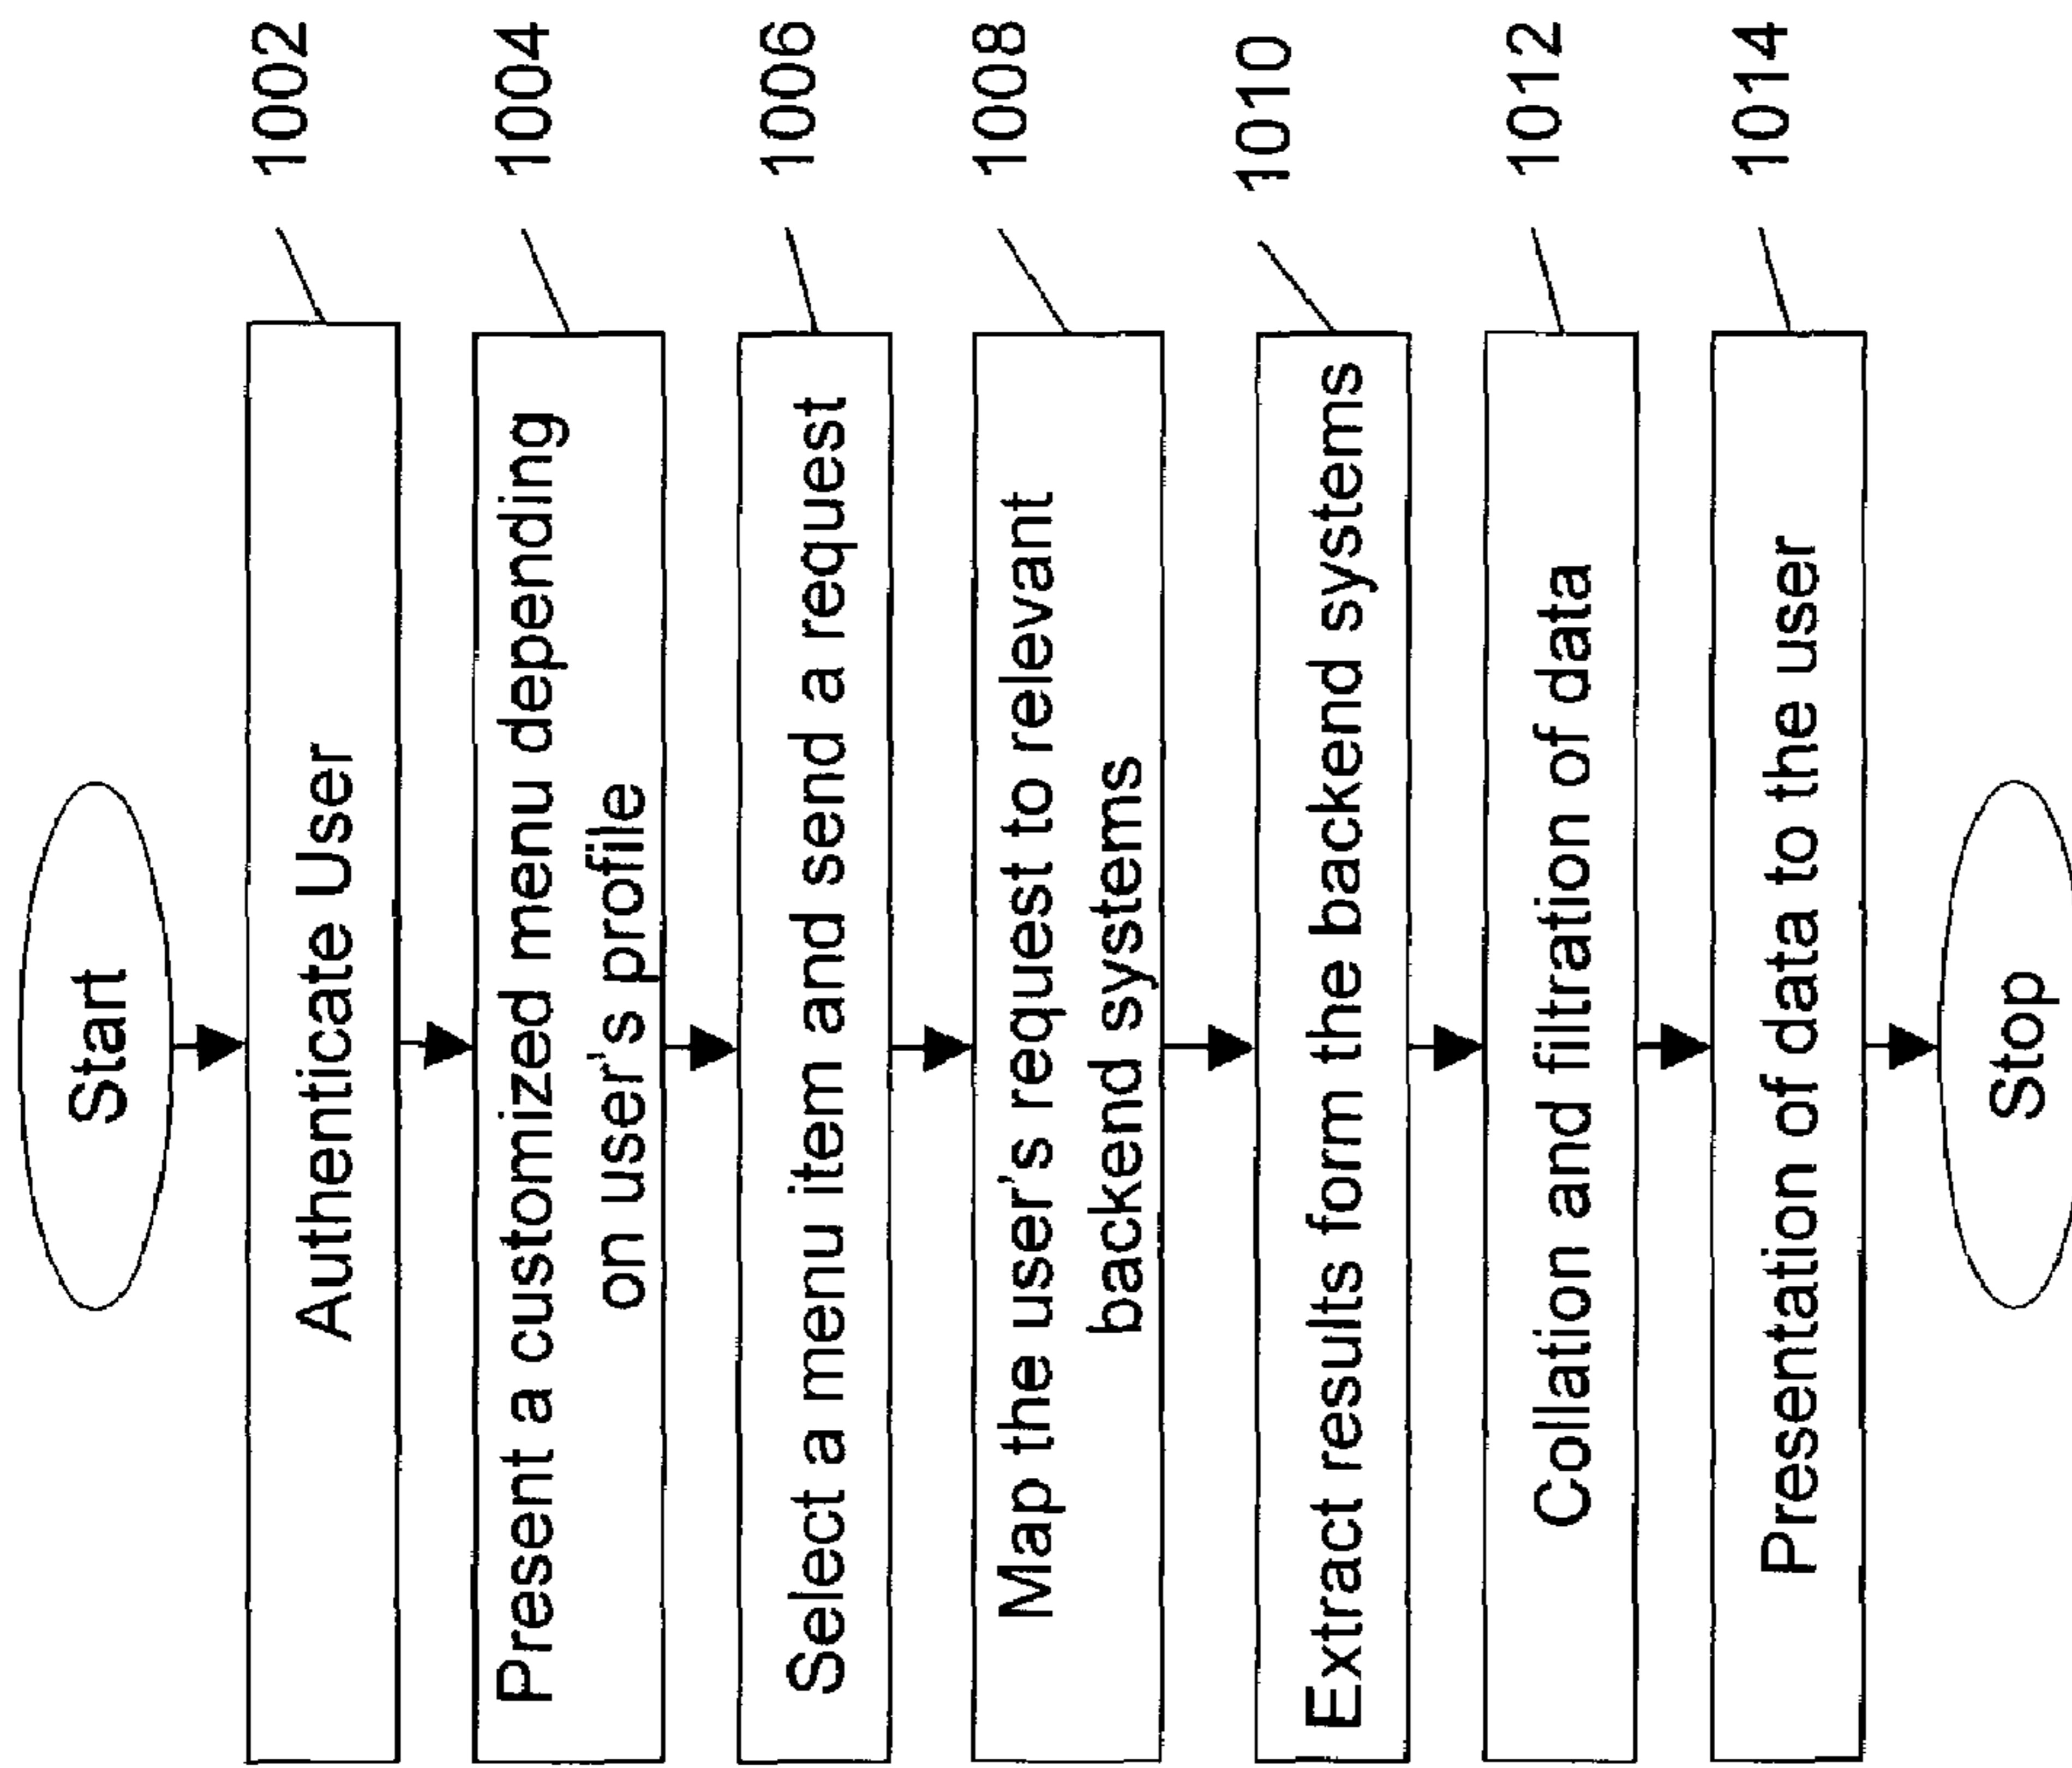 Start
Authenticate User
1002
Present a customized menu depending
on user's profile
1004
Select a menu item and send a request
1006
Map the user's request to relevant
backend systems
1008
Extract results form the backend systems
1010
Collation and filtration of data
1012
Presentation of data to the user
1014
Stop